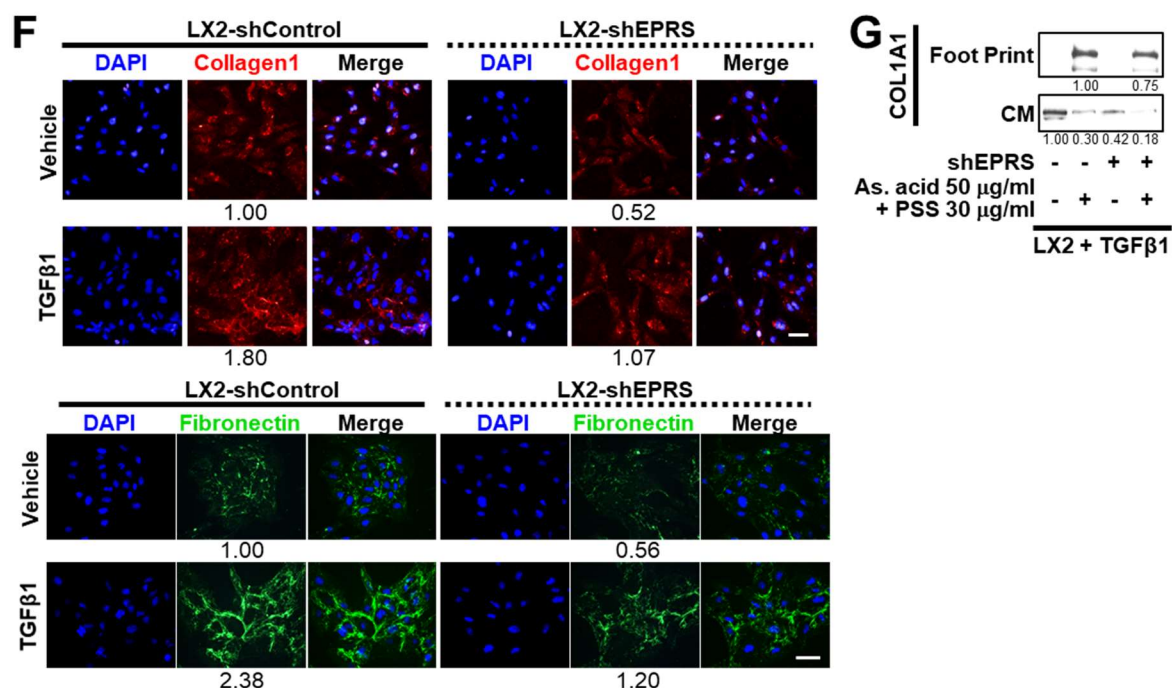 F
LX2-shControl LX2-shEPRS
DAPI Collagen1 Merge DAPI Collagen1 Merge
Vehicle
1.00 0.52
TGFβ1
1.80 1.07
LX2-shControl LX2-shEPRS
DAPI Fibronectin Merge DAPI Fibronectin Merge
Vehicle
1.00 0.56
TGFβ1
2.38 1.20
G
COL1A1
Foot Print
1.00 0.75
CM
1.00 0.30 0.42 0.18
shEPRS - - + +
As. acid 50 μg/ml
+ PSS 30 μg/ml - + - +
LX2 + TGFβ1